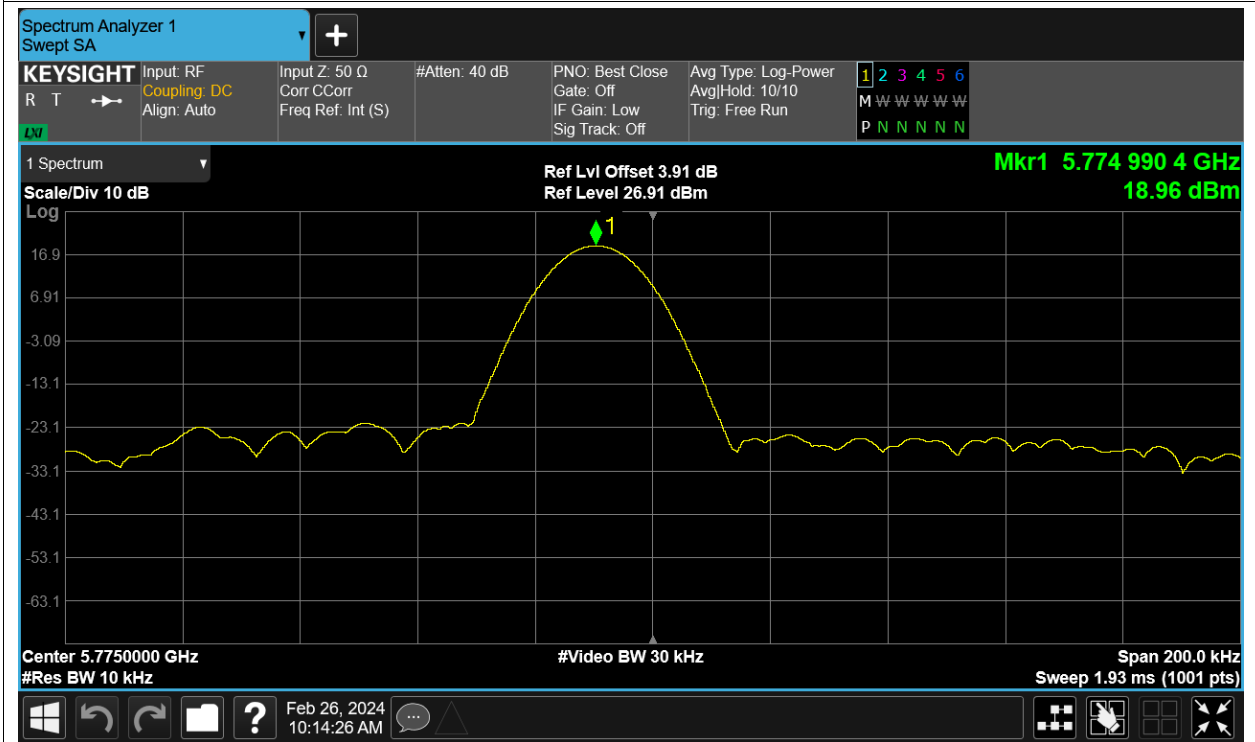 Spectrum Analyzer 1
Swept SA
KEYSIGHT
R T
LXI
Input: RF
Coupling: DC
Align: Auto
Input Z: 50 Ω
Corr CCorr
Freq Ref: Int (S)
#Atten: 40 dB
PNO: Best Close
Gate: Off
IF Gain: Low
Sig Track: Off
Avg Type: Log-Power
Avg|Hold: 10/10
Trig: Free Run
1 2 3 4 5 6
M W W W W W
P N N N N N
1 Spectrum
Scale/Div 10 dB
Log
Ref Lvl Offset 3.91 dB
Ref Level 26.91 dBm
Mkr1 5.774 990 4 GHz
18.96 dBm
1
16.9
6.91
-3.09
-13.1
-23.1
-33.1
-43.1
-53.1
-63.1
Center 5.7750000 GHz
#Res BW 10 kHz
#Video BW 30 kHz
Span 200.0 kHz
Sweep 1.93 ms (1001 pts)
?
Feb 26, 2024
10:14:26 AM